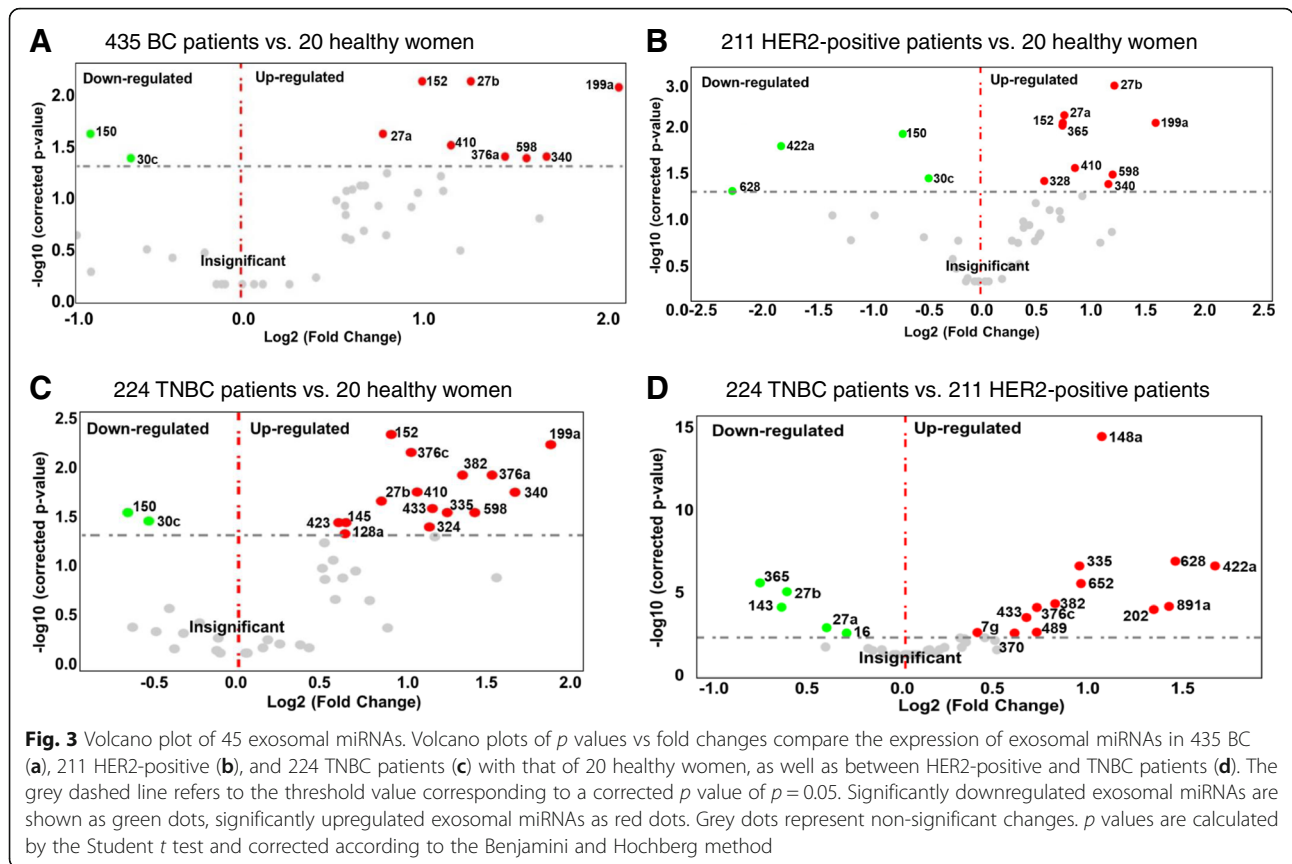 A
435 BC patients vs. 20 healthy women
Down-regulated
Up-regulated
2.0
1.5
1.0
0.5
0.0
-log10 (corrected p-value)
150
30c
152
27b
199a
27a
410
376a
598
340
Insignificant
-1.0
0.0
1.0
2.0
Log2 (Fold Change)
B
211 HER2-positive patients vs. 20 healthy women
Down-regulated
Up-regulated
3.0
2.0
1.5
1.0
0.5
0.0
-log10 (corrected p-value)
422a
150
628
30c
27b
27a
152
365
199a
410
328
598
340
Insignificant
-2.5
-1.5
-0.5
0.0
0.5
1.0
1.5
2.0
2.5
Log2 (Fold Change)
C
224 TNBC patients vs. 20 healthy women
Down-regulated
Up-regulated
2.5
2.0
1.5
1.0
0.5
0.0
-log10 (corrected p-value)
150
30c
152
376c
199a
382
376a
27b
410
340
433
335
598
423
145
128a
324
Insignificant
-0.5
0.0
0.5
1.0
1.5
2.0
Log2 (Fold Change)
D
224 TNBC patients vs. 211 HER2-positive patients
Down-regulated
Up-regulated
15
10
5
0
-log10 (corrected p-value)
148a
365
27b
143
27a
16
335
628
422a
652
382
433
376c
202
891a
7g
489
370
Insignificant
-1.0
-0.5
0.0
0.5
1.0
1.5
Log2 (Fold Change)
Fig. 3 Volcano plot of 45 exosomal miRNAs. Volcano plots of p values vs fold changes compare the expression of exosomal miRNAs in 435 BC
(a), 211 HER2-positive (b), and 224 TNBC patients (c) with that of 20 healthy women, as well as between HER2-positive and TNBC patients (d). The
grey dashed line refers to the threshold value corresponding to a corrected p value of p = 0.05. Significantly downregulated exosomal miRNAs are
shown as green dots, significantly upregulated exosomal miRNAs as red dots. Grey dots represent non-significant changes. p values are calculated
by the Student t test and corrected according to the Benjamini and Hochberg method